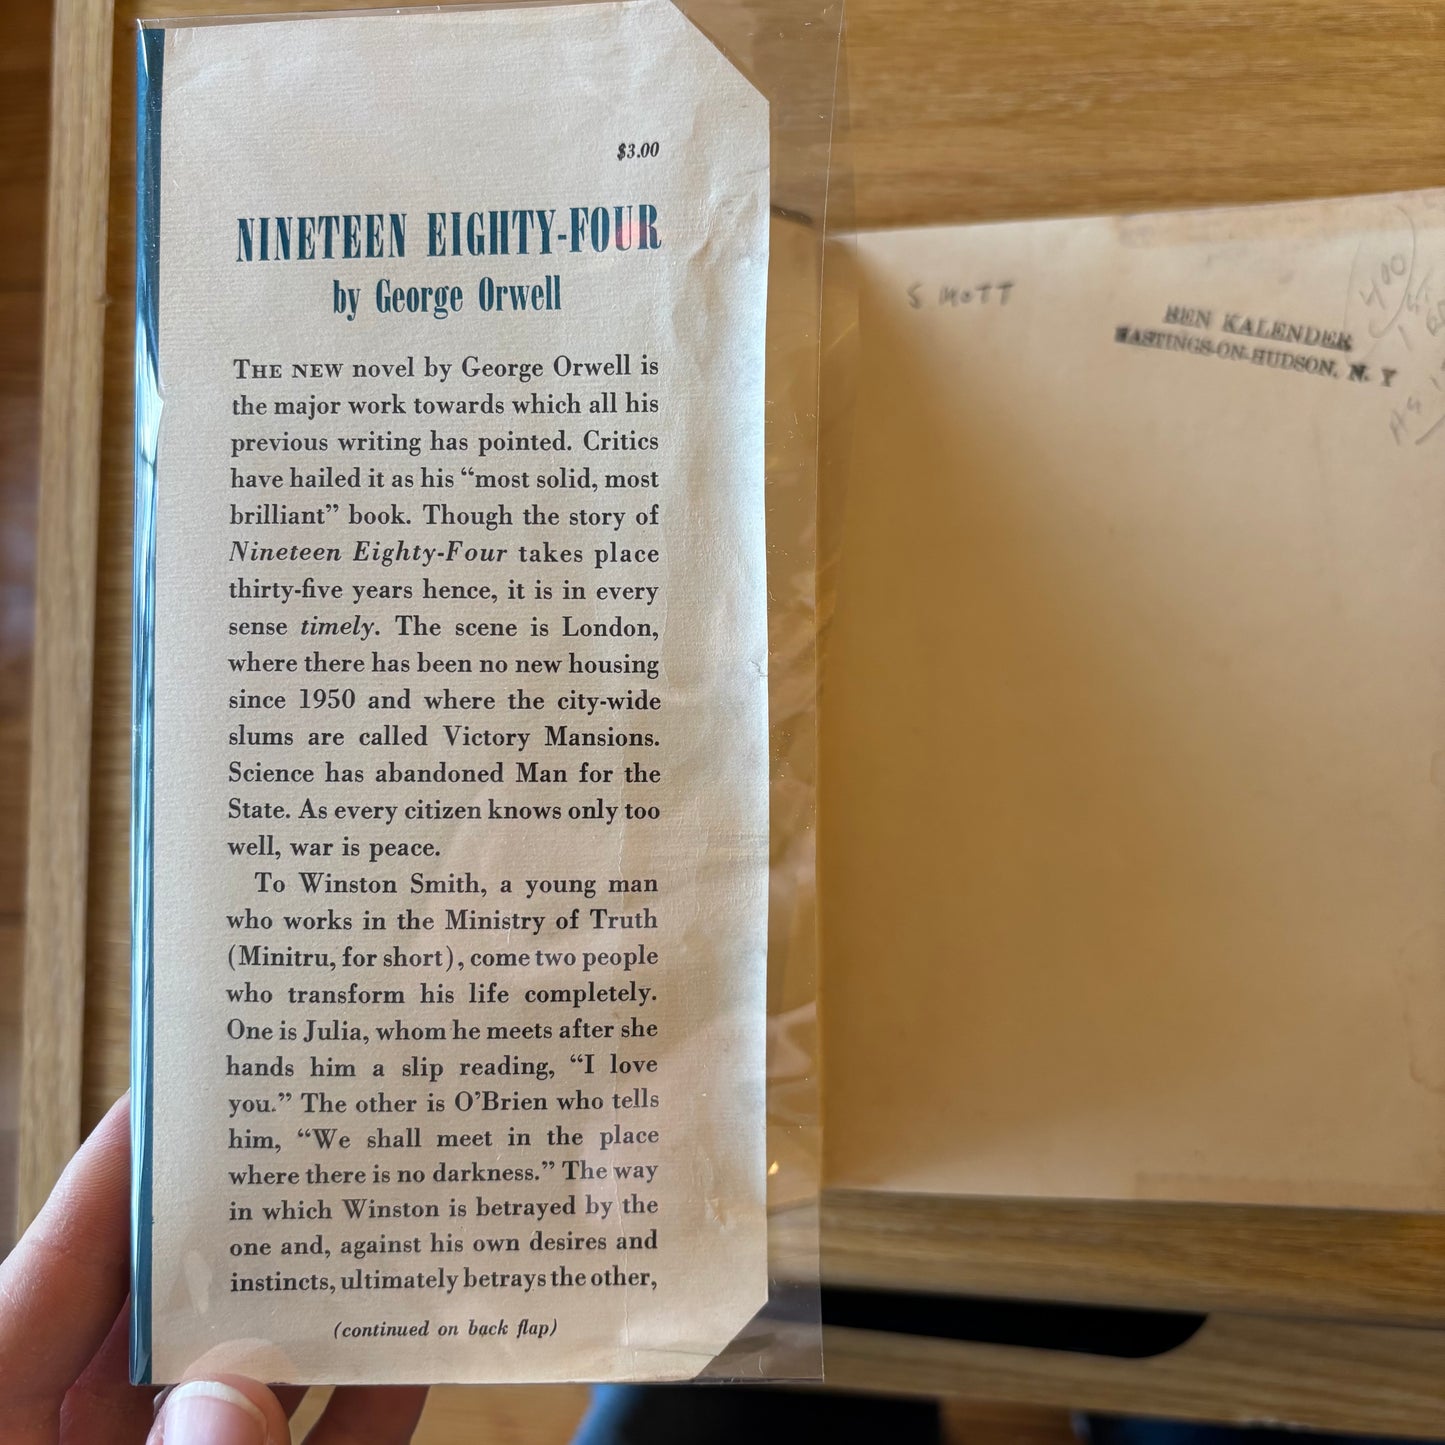 $3.00
NINETEEN EIGHTY-FOUR
by George Orwell
THE NEW novel by George Orwell is
the major work towards which all his
previous writing has pointed. Critics
have hailed it as his “most solid, most
brilliant” book. Though the story of
Nineteen Eighty-Four takes place
thirty-five years hence, it is in every
sense timely. The scene is London,
where there has been no new housing
since 1950 and where the city-wide
slums are called Victory Mansions.
Science has abandoned Man for the
State. As every citizen knows only too
well, war is peace.
To Winston Smith, a young man
who works in the Ministry of Truth
(Minitru, for short), come two people
who transform his life completely.
One is Julia, whom he meets after she
hands him a slip reading, “I love
you.” The other is O’Brien who tells
him, “We shall meet in the place
where there is no darkness.” The way
in which Winston is betrayed by the
one and, against his own desires and
instincts, ultimately betrays the other,
(continued on back flap)
S MOTT
BEN KALENDER
HASTINGS-ON-HUDSON, N. Y
400